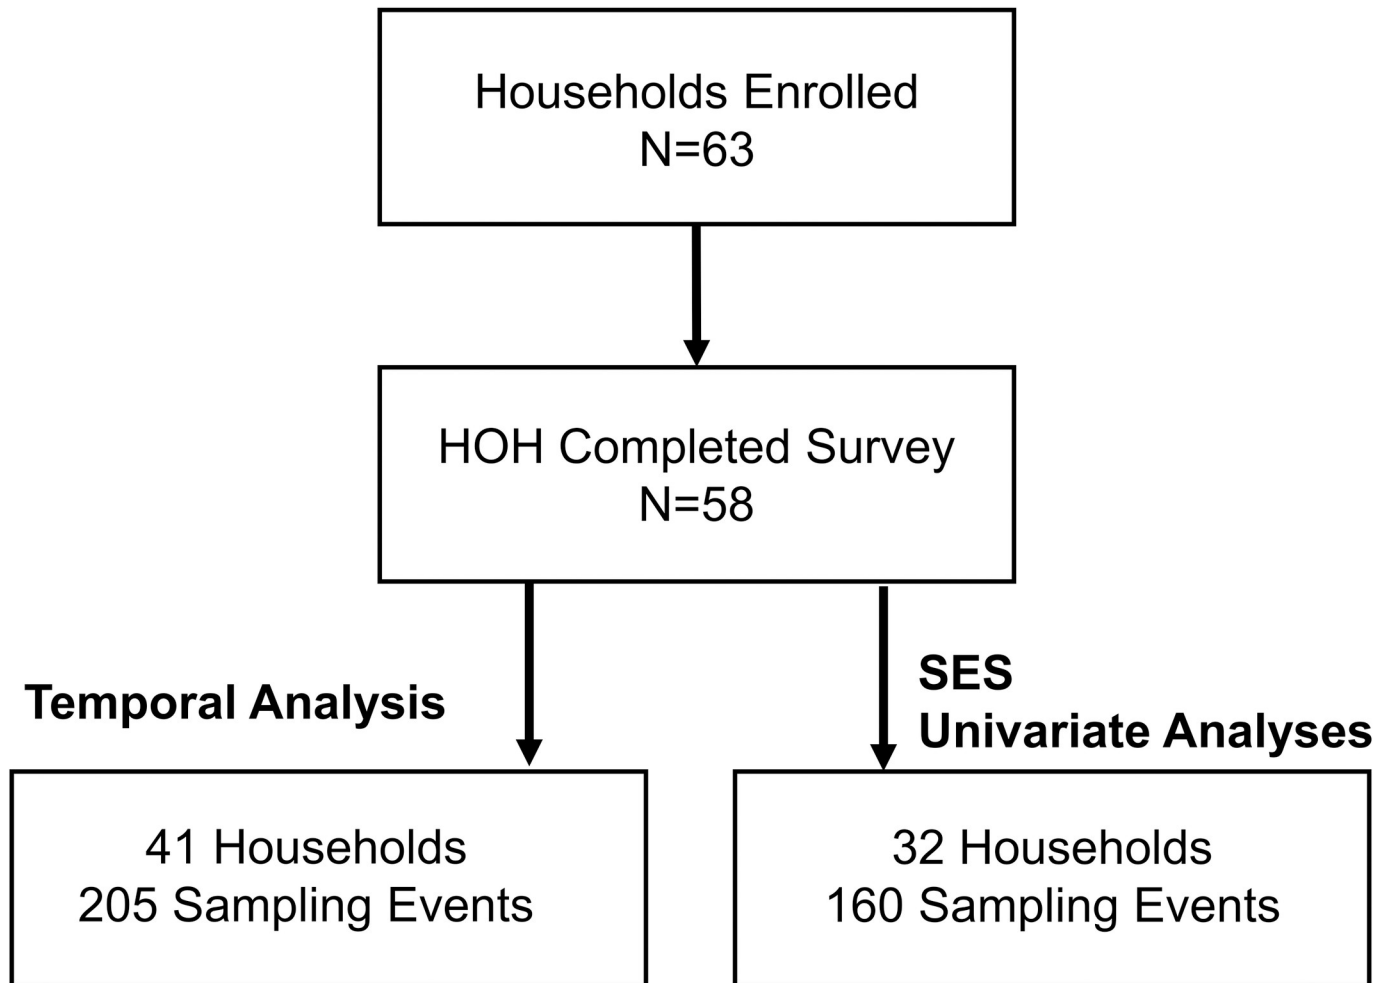 Households Enrolled
N=63
HOH Completed Survey
N=58
Temporal Analysis
SES
Univariate Analyses
41 Households
205 Sampling Events
32 Households
160 Sampling Events